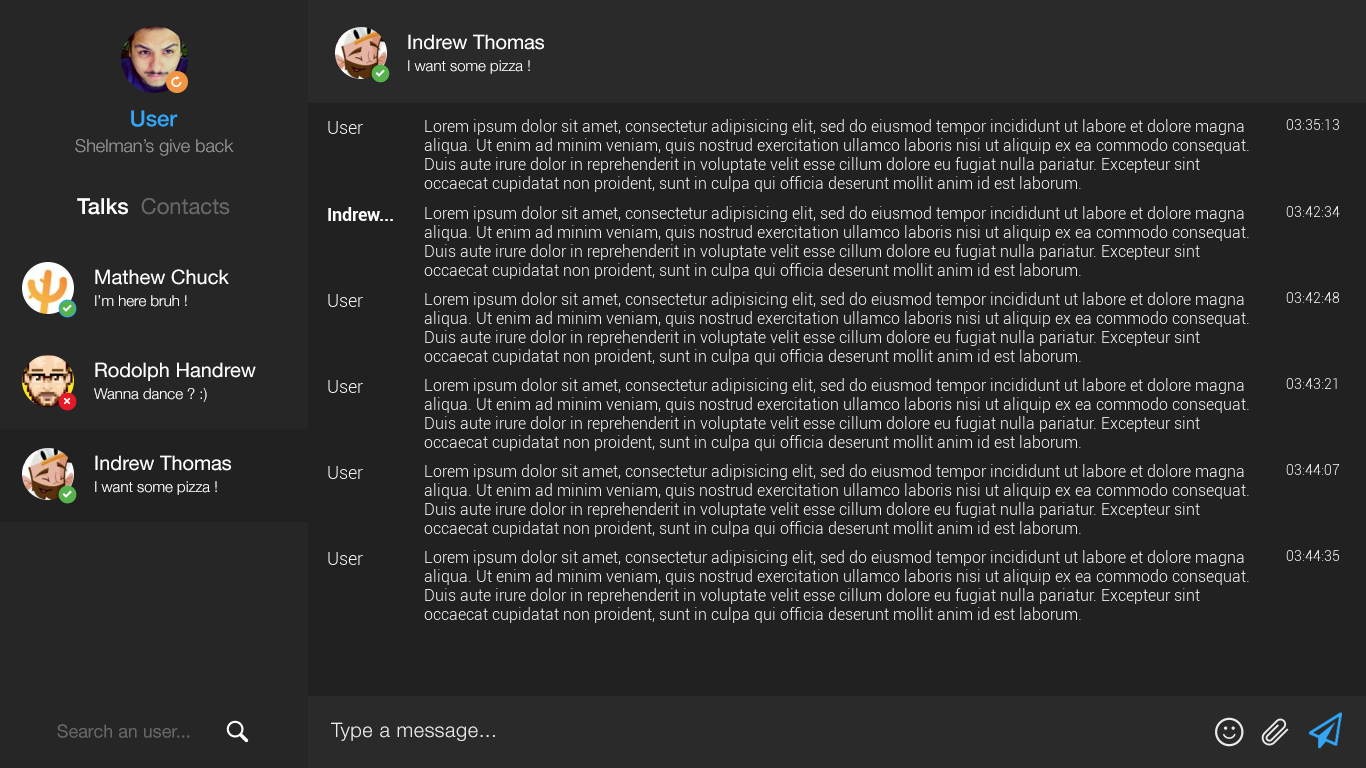 User
Shelman's give back
Talks Contacts
Mathew Chuck
I'm here bruh !
Rodolph Handrew
Wanna dance ? :)
Indrew Thomas
I want some pizza !
Search an user...
Indrew Thomas
I want some pizza !
User Lorem ipsum dolor sit amet, consectetur adipisicing elit, sed do eiusmod tempor incididunt ut labore et dolore magna 03:35:13
aliqua. Ut enim ad minim veniam, quis nostrud exercitation ullamco laboris nisi ut aliquip ex ea commodo consequat.
Duis aute irure dolor in reprehenderit in voluptate velit esse cillum dolore eu fugiat nulla pariatur. Excepteur sint
occaecat cupidatat non proident, sunt in culpa qui officia deserunt mollit anim id est laborum.
Indrew... Lorem ipsum dolor sit amet, consectetur adipisicing elit, sed do eiusmod tempor incididunt ut labore et dolore magna 03:42:34
aliqua. Ut enim ad minim veniam, quis nostrud exercitation ullamco laboris nisi ut aliquip ex ea commodo consequat.
Duis aute irure dolor in reprehenderit in voluptate velit esse cillum dolore eu fugiat nulla pariatur. Excepteur sint
occaecat cupidatat non proident, sunt in culpa qui officia deserunt mollit anim id est laborum.
User Lorem ipsum dolor sit amet, consectetur adipisicing elit, sed do eiusmod tempor incididunt ut labore et dolore magna 03:42:48
aliqua. Ut enim ad minim veniam, quis nostrud exercitation ullamco laboris nisi ut aliquip ex ea commodo consequat.
Duis aute irure dolor in reprehenderit in voluptate velit esse cillum dolore eu fugiat nulla pariatur. Excepteur sint
occaecat cupidatat non proident, sunt in culpa qui officia deserunt mollit anim id est laborum.
User Lorem ipsum dolor sit amet, consectetur adipisicing elit, sed do eiusmod tempor incididunt ut labore et dolore magna 03:43:21
aliqua. Ut enim ad minim veniam, quis nostrud exercitation ullamco laboris nisi ut aliquip ex ea commodo consequat.
Duis aute irure dolor in reprehenderit in voluptate velit esse cillum dolore eu fugiat nulla pariatur. Excepteur sint
occaecat cupidatat non proident, sunt in culpa qui officia deserunt mollit anim id est laborum.
User Lorem ipsum dolor sit amet, consectetur adipisicing elit, sed do eiusmod tempor incididunt ut labore et dolore magna 03:44:07
aliqua. Ut enim ad minim veniam, quis nostrud exercitation ullamco laboris nisi ut aliquip ex ea commodo consequat.
Duis aute irure dolor in reprehenderit in voluptate velit esse cillum dolore eu fugiat nulla pariatur. Excepteur sint
occaecat cupidatat non proident, sunt in culpa qui officia deserunt mollit anim id est laborum.
User Lorem ipsum dolor sit amet, consectetur adipisicing elit, sed do eiusmod tempor incididunt ut labore et dolore magna 03:44:35
aliqua. Ut enim ad minim veniam, quis nostrud exercitation ullamco laboris nisi ut aliquip ex ea commodo consequat.
Duis aute irure dolor in reprehenderit in voluptate velit esse cillum dolore eu fugiat nulla pariatur. Excepteur sint
occaecat cupidatat non proident, sunt in culpa qui officia deserunt mollit anim id est laborum.
Type a message...